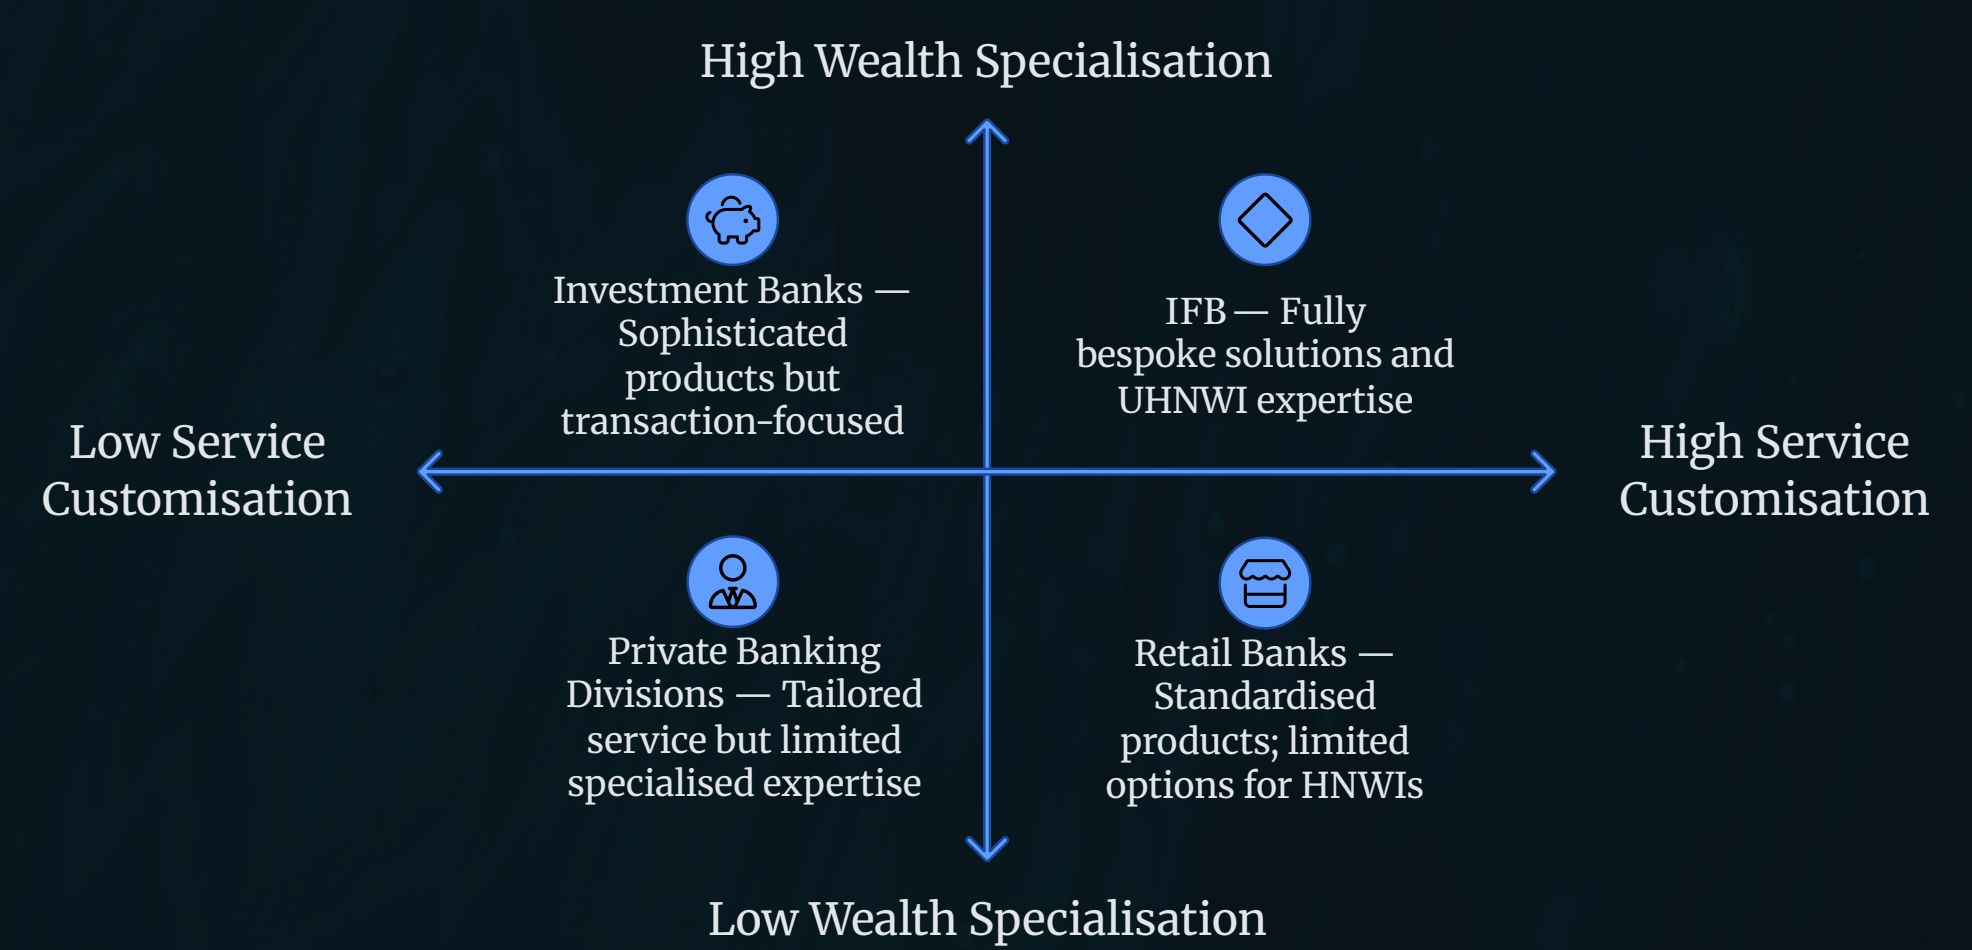 High Wealth Specialisation
Investment Banks —
Sophisticated
products but
transaction-focused
IFB — Fully
bespoke solutions and
UHNWI expertise
Low Service
Customisation
High Service
Customisation
Private Banking
Divisions — Tailored
service but limited
specialised expertise
Retail Banks —
Standardised
products; limited
options for HNWIs
Low Wealth Specialisation